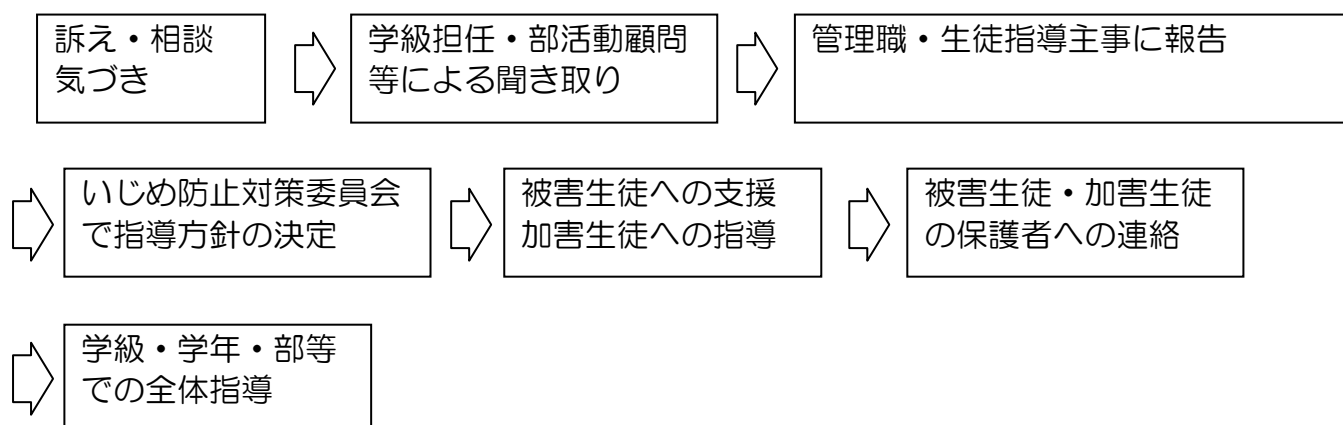 訴え・相談
気づき
学級担任・部活動顧問
等による聞き取り
管理職・生徒指導主事に報告
いじめ防止対策委員会
で指導方針の決定
被害生徒への支援
加害生徒への指導
被害生徒・加害生徒
の保護者への連絡
学級・学年・部等
での全体指導